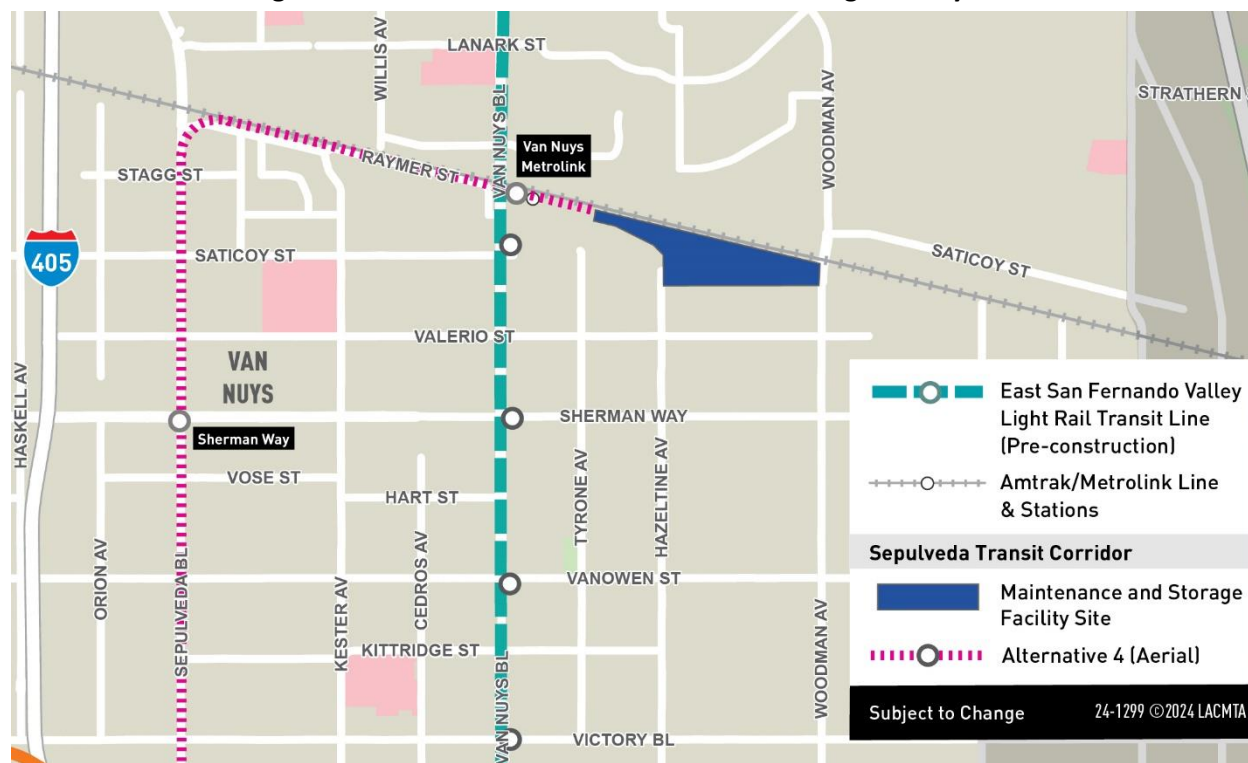 LANARK ST
WILLIS AV
VAN NUYS BL
WOODMAN AV
STRATHERN
Van Nuys
Metrolink
RAYMER ST
STAGG ST
405
SATICOY ST
SATICOY ST
VALERIO ST
VAN
NUYS
HASKELL AV
SHERMAN WAY
Sherman Way
VOSE ST
HART ST
TYRONE AV
HAZELTINE AV
ORION AV
SEPULVEDA BL
KESTER AV
CEDROS AV
VANOWEN ST
KITTRIDGE ST
VAN NUYS BL
WOODMAN AV
VICTORY BL
East San Fernando Valley
Light Rail Transit Line
(Pre-construction)
Amtrak/Metrolink Line
& Stations
Sepulveda Transit Corridor
Maintenance and Storage
Facility Site
Alternative 4 (Aerial)
Subject to Change
24-1299 ©2024 LACMTA